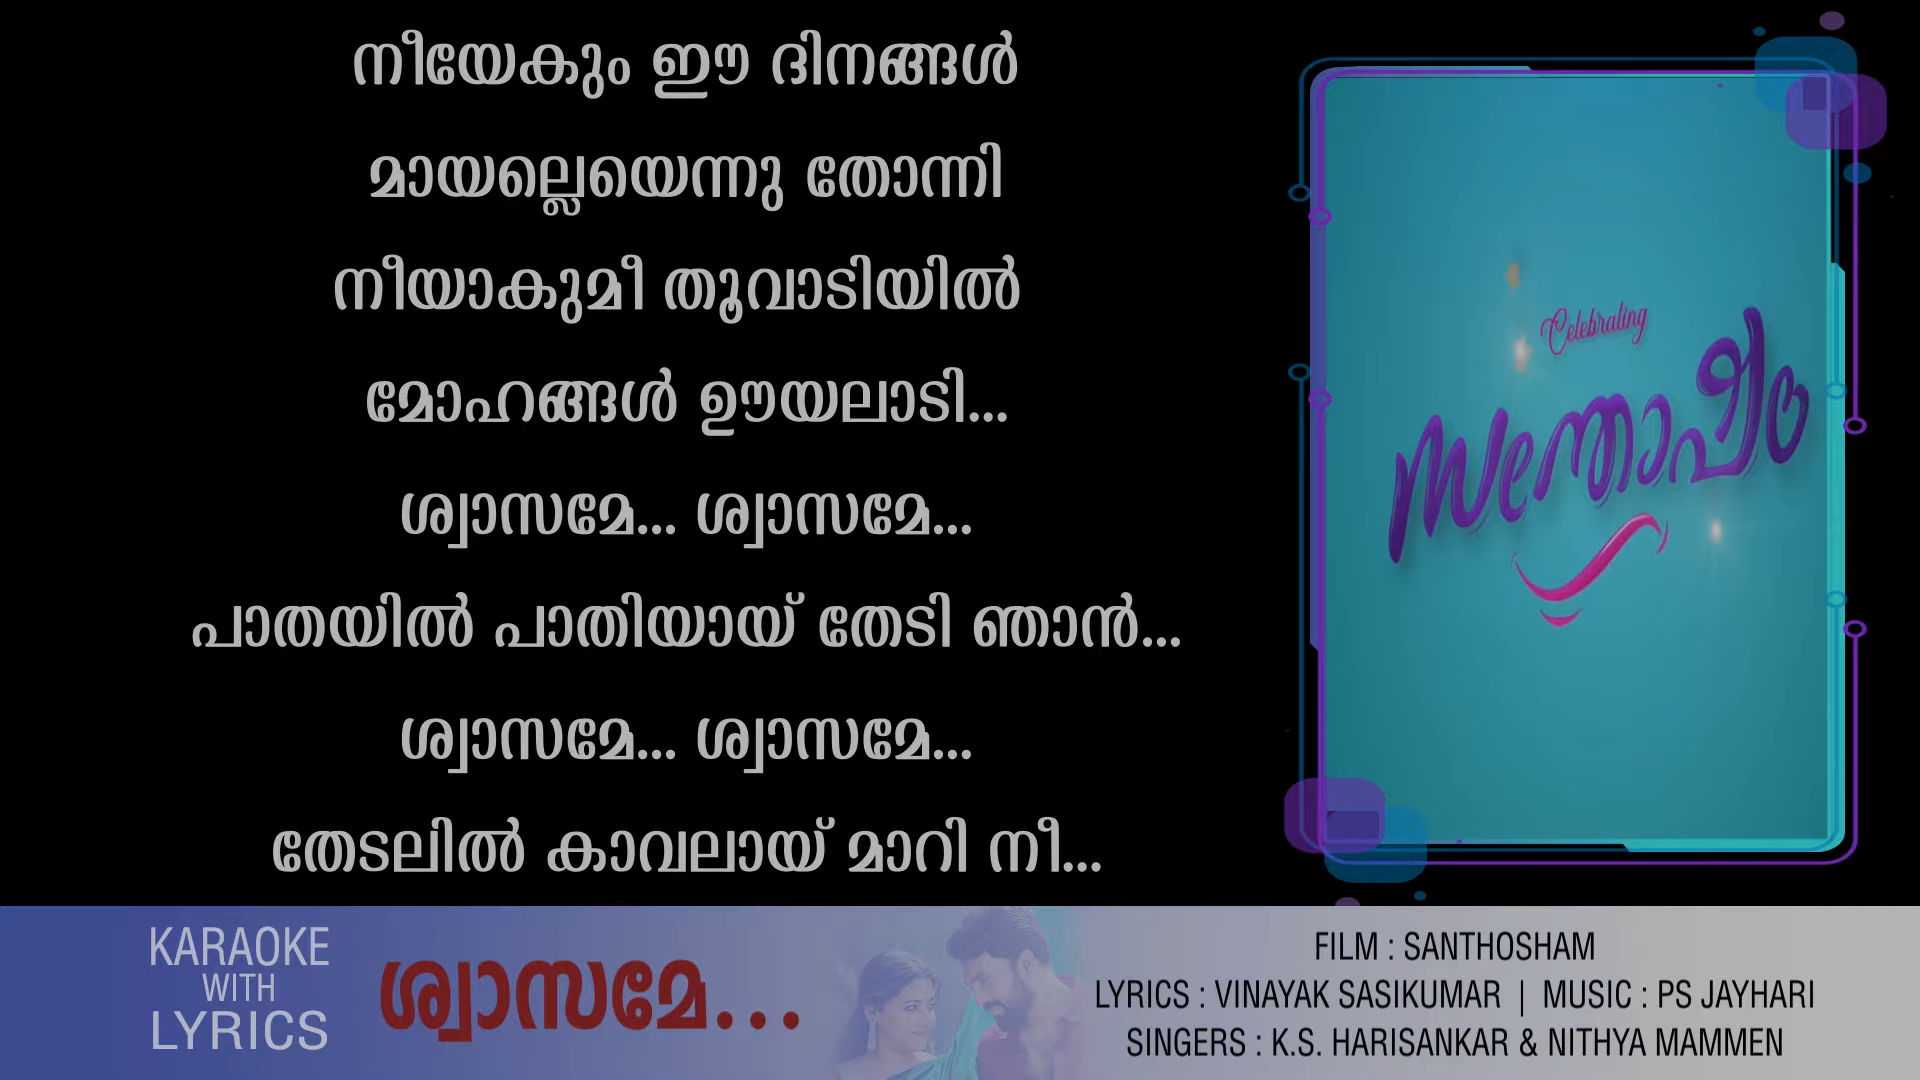 നീയേകും ഈ ദിനങ്ങൾ
മായല്ലെയെന്നു തോന്നി
നീയാകുമീ തൂവാടിയിൽ
മോഹങ്ങൾ ഊയലാടി...
ശ്വാസമേ... ശ്വാസമേ...
പാതയിൽ പാതിയായ് തേടി ഞാൻ...
ശ്വാസമേ... ശ്വാസമേ...
തേടലിൽ കാവലായ് മാറി നീ...
Celebrating
സന്തോഷം
KARAOKE
WITH
LYRICS
ശ്വാസമേ...
FILM : SANTHOSHAM
LYRICS : VINAYAK SASIKUMAR | MUSIC : PS JAYHARI
SINGERS : K.S. HARISANKAR & NITHYA MAMMEN